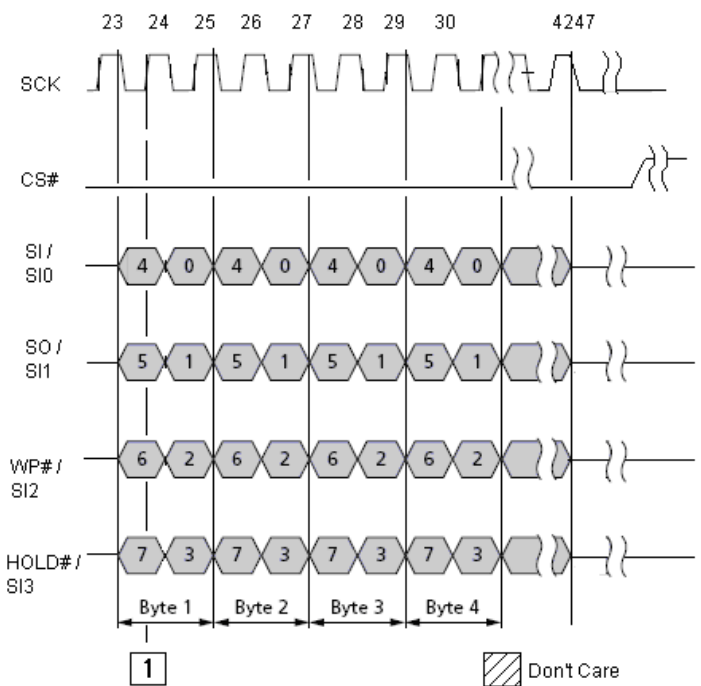 23 24 25 26 27 28 29 30 4247
SCK
CS#
SI /
SI0
4 0 4 0 4 0 4 0
SO /
SI1
5 1 5 1 5 1 5 1
WP# /
SI2
6 2 6 2 6 2 6 2
HOLD# /
SI3
7 3 7 3 7 3 7 3
Byte 1 Byte 2 Byte 3 Byte 4
1
Don't Care